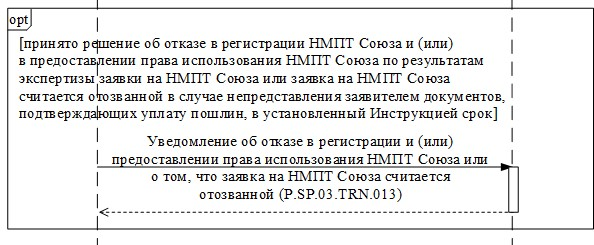 opt
[принято решение об отказе в регистрации НМПТ Союза и (или)
в предоставлении права использования НМПТ Союза по результатам
экспертизы заявки на НМПТ Союза или заявка на НМПТ Союза
считается отозванной в случае непредставления заявителем документов,
подтверждающих уплату пошлин, в установленный Инструкцией срок]
Уведомление об отказе в регистрации и (или)
предоставлении права использования НМПТ Союза или
о том, что заявка на НМПТ Союза считается
отозванной (P.SP.03.TRN.013)